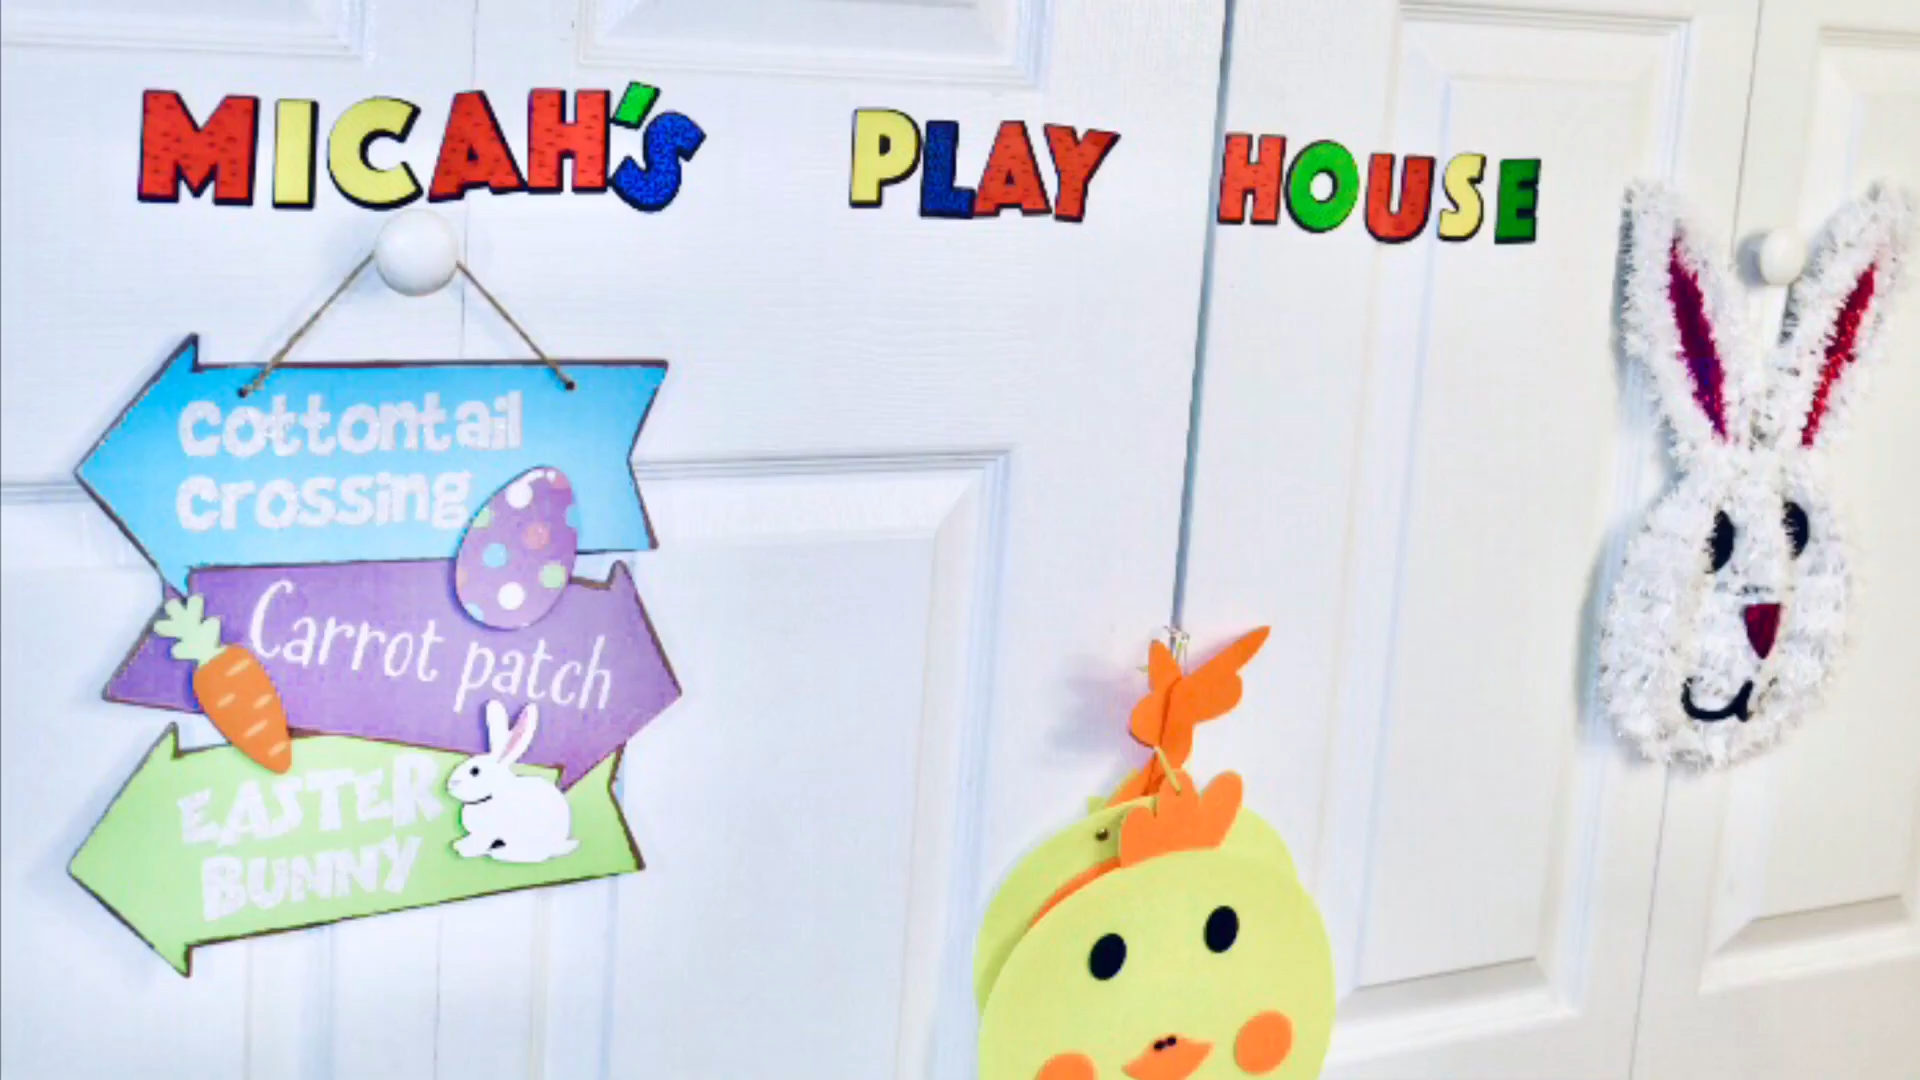 MICAH'S PLAY HOUSE
cottontail
crossing
Carrot patch
EASTER
BUNNY